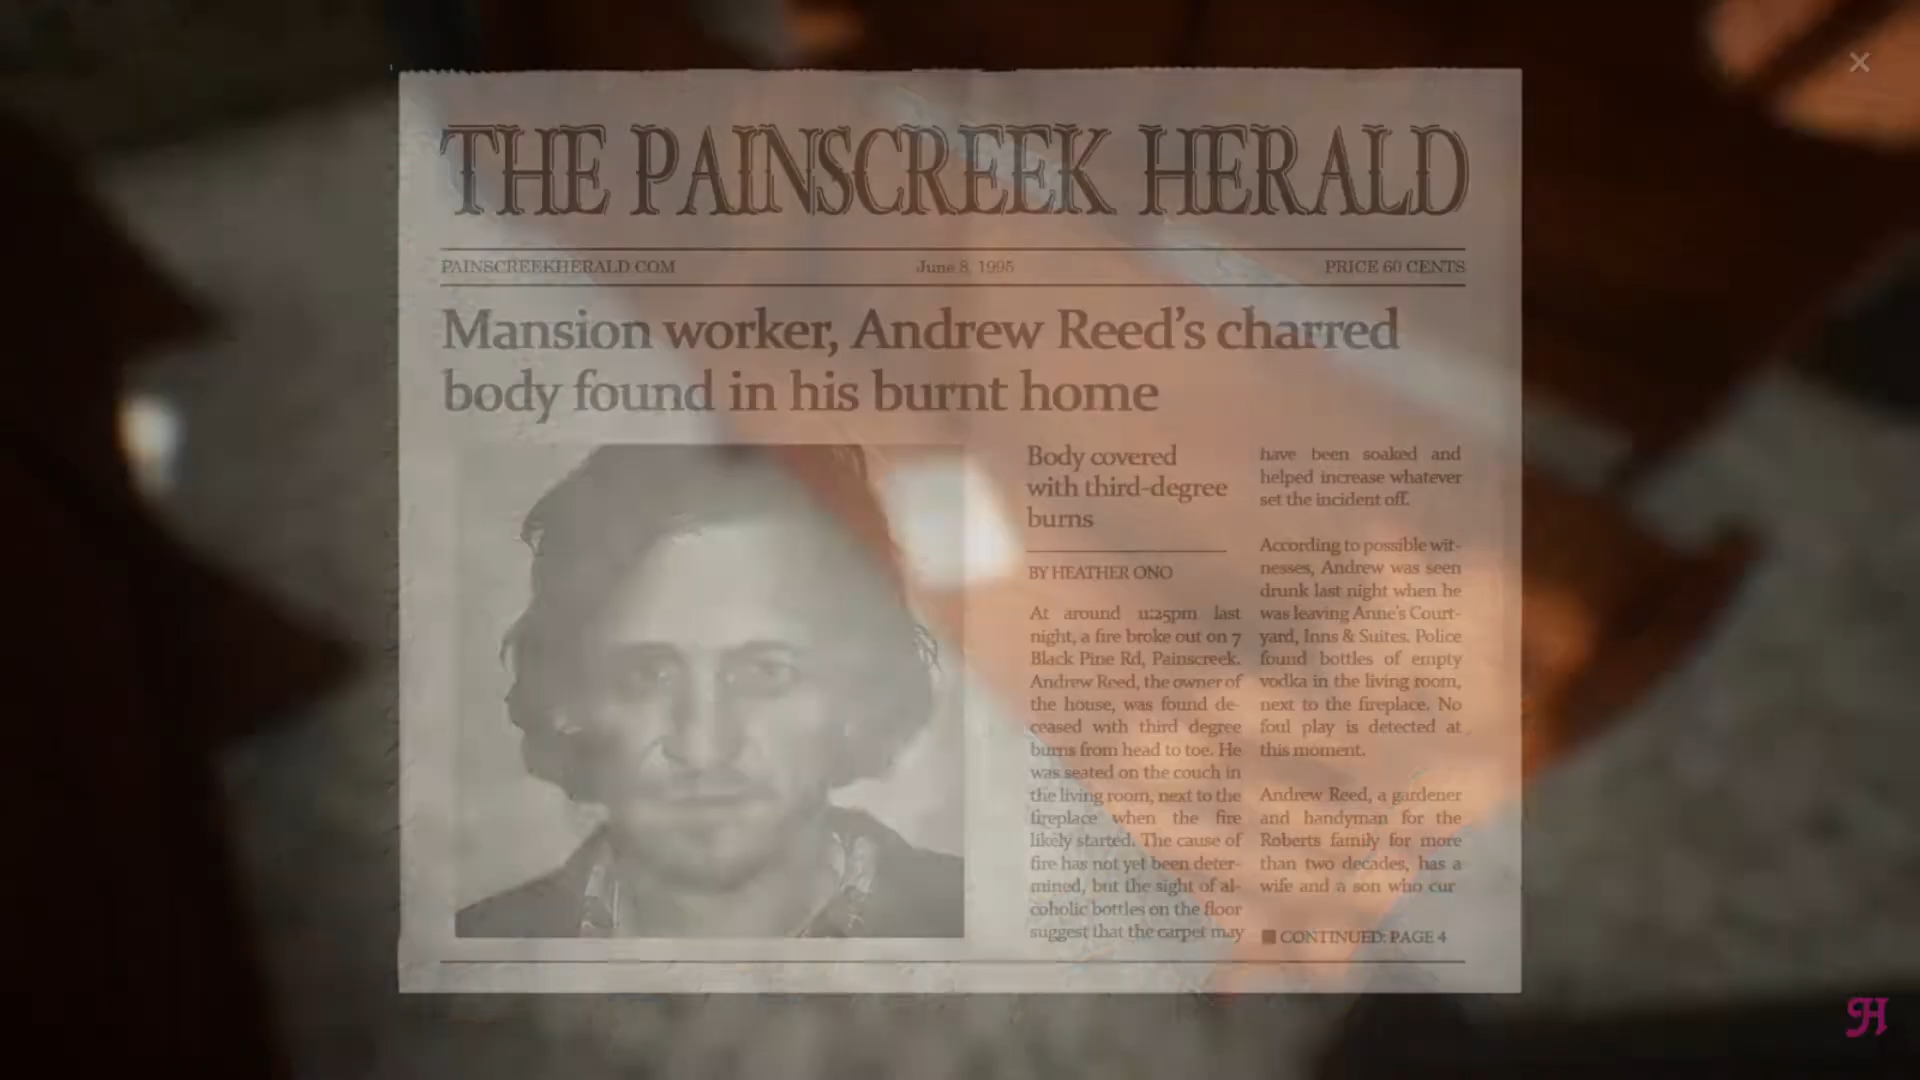 THE PAINSCREEK HERALD
PAINSCREEKHERALD.COM June 8, 1995 PRICE 60 CENTS
Mansion worker, Andrew Reed's charred
body found in his burnt home
Body covered
with third-degree
burns
BY HEATHER ONO
At around 11:25pm last
night, a fire broke out on 7
Black Pine Rd, Painscreek.
Andrew Reed, the owner of
the house, was found de-
ceased with third degree
burns from head to toe. He
was seated on the couch in
the living room, next to the
fireplace when the fire
likely started. The cause of
fire has not yet been deter-
mined, but the sight of al-
coholic bottles on the floor
suggest that the carpet may
have been soaked and
helped increase whatever
set the incident off.
According to possible wit-
nesses, Andrew was seen
drunk last night when he
was leaving Anne's Court-
yard, Inns & Suites. Police
found bottles of empty
vodka in the living room,
next to the fireplace. No
foul play is detected at
this moment.
Andrew Reed, a gardener
and handyman for the
Roberts family for more
than two decades, has a
wife and a son who cur
CONTINUED: PAGE 4
SH